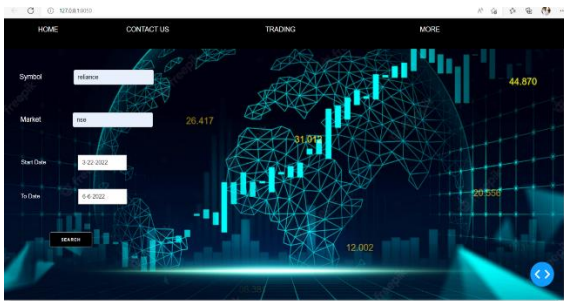 127.0.0.1:8050
HOME CONTACT US TRADING MORE
Symbol reliance
44.870
Market nse
26.417
31.012
Start Date 3-22-2022
To Date 6-6-2022
20.556
SEARCH
12.002